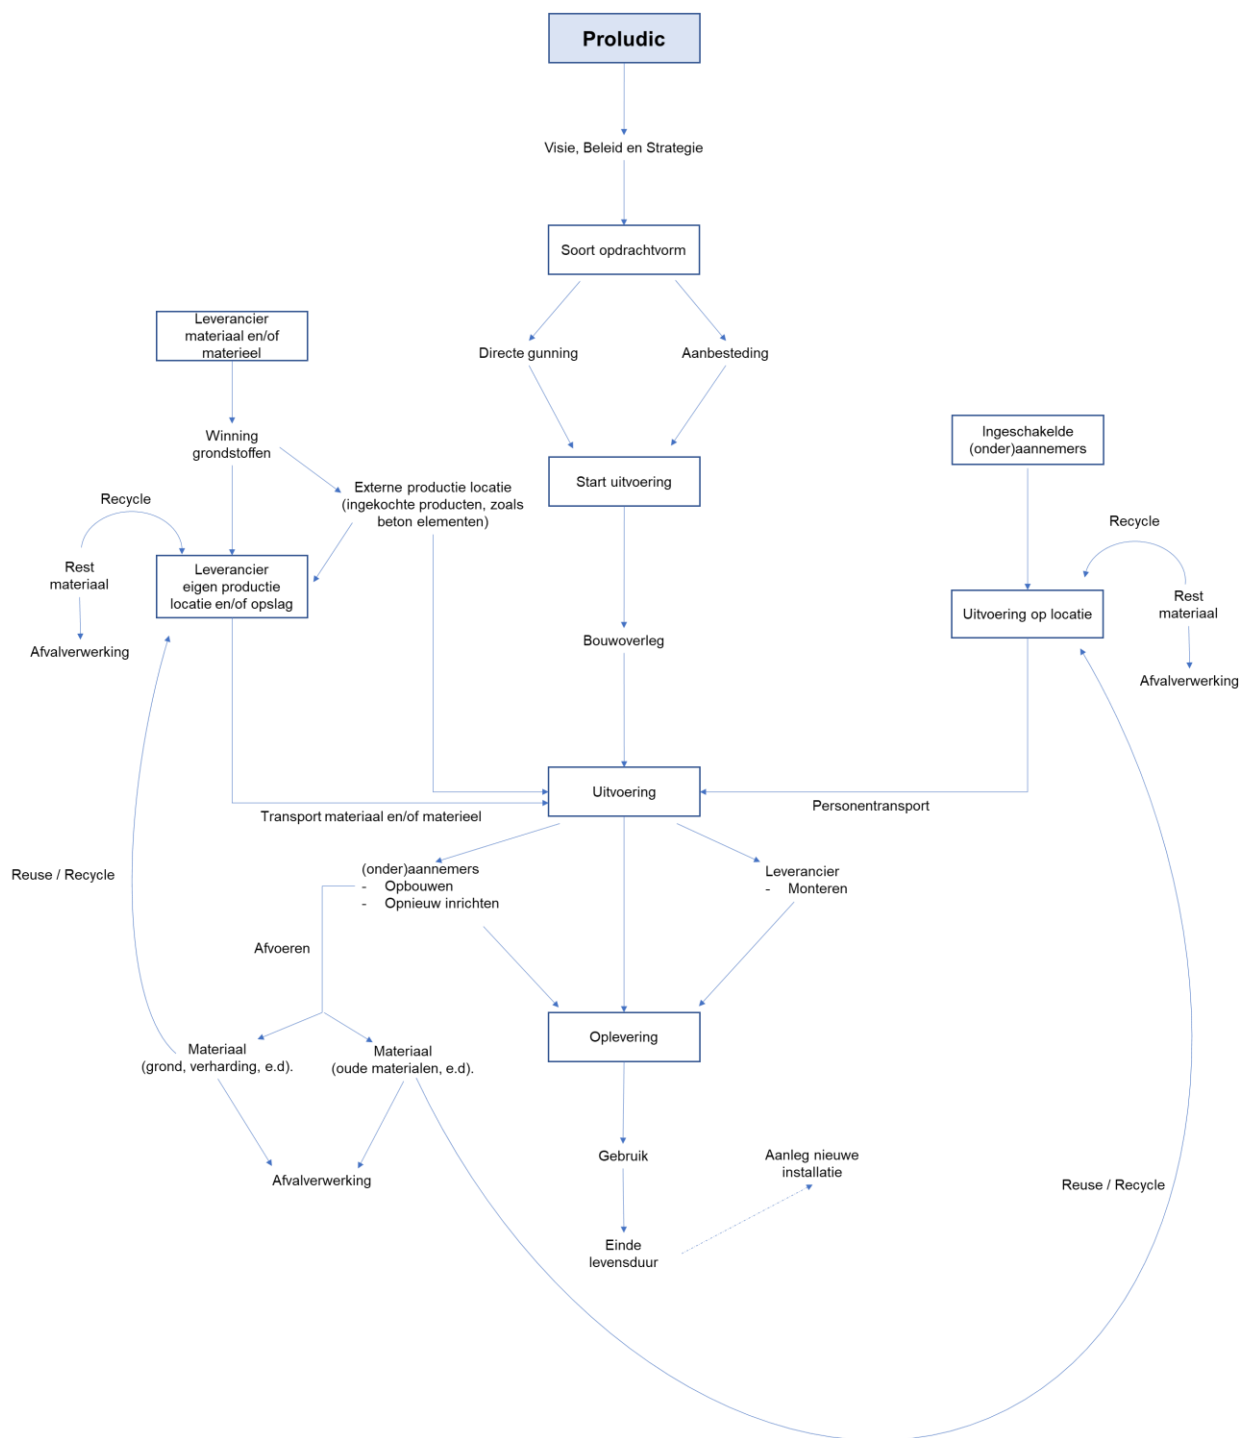 Proludic
Visie, Beleid en Strategie
Soort opdrachtvorm
Leverancier
materiaal en/of
materieel
Directe gunning
Aanbesteding
Winning
grondstoffen
Ingeschakelde
(onder)aannemers
Externe productie locatie
(ingekochte producten, zoals
beton elementen)
Start uitvoering
Recycle
Recycle
Rest
materiaal
Leverancier
eigen productie
locatie en/of opslag
Uitvoering op locatie
Rest
materiaal
Afvalverwerking
Bouwoverleg
Afvalverwerking
Uitvoering
Transport materiaal en/of materieel
Personentransport
Reuse / Recycle
(onder)aannemers
- Opbouwen
- Opnieuw inrichten
Leverancier
- Monteren
Afvoeren
Oplevering
Materiaal
(grond, verharding, e.d).
Materiaal
(oude materialen, e.d).
Afvalverwerking
Gebruik
Aanleg nieuwe
installatie
Reuse / Recycle
Einde
levensduur